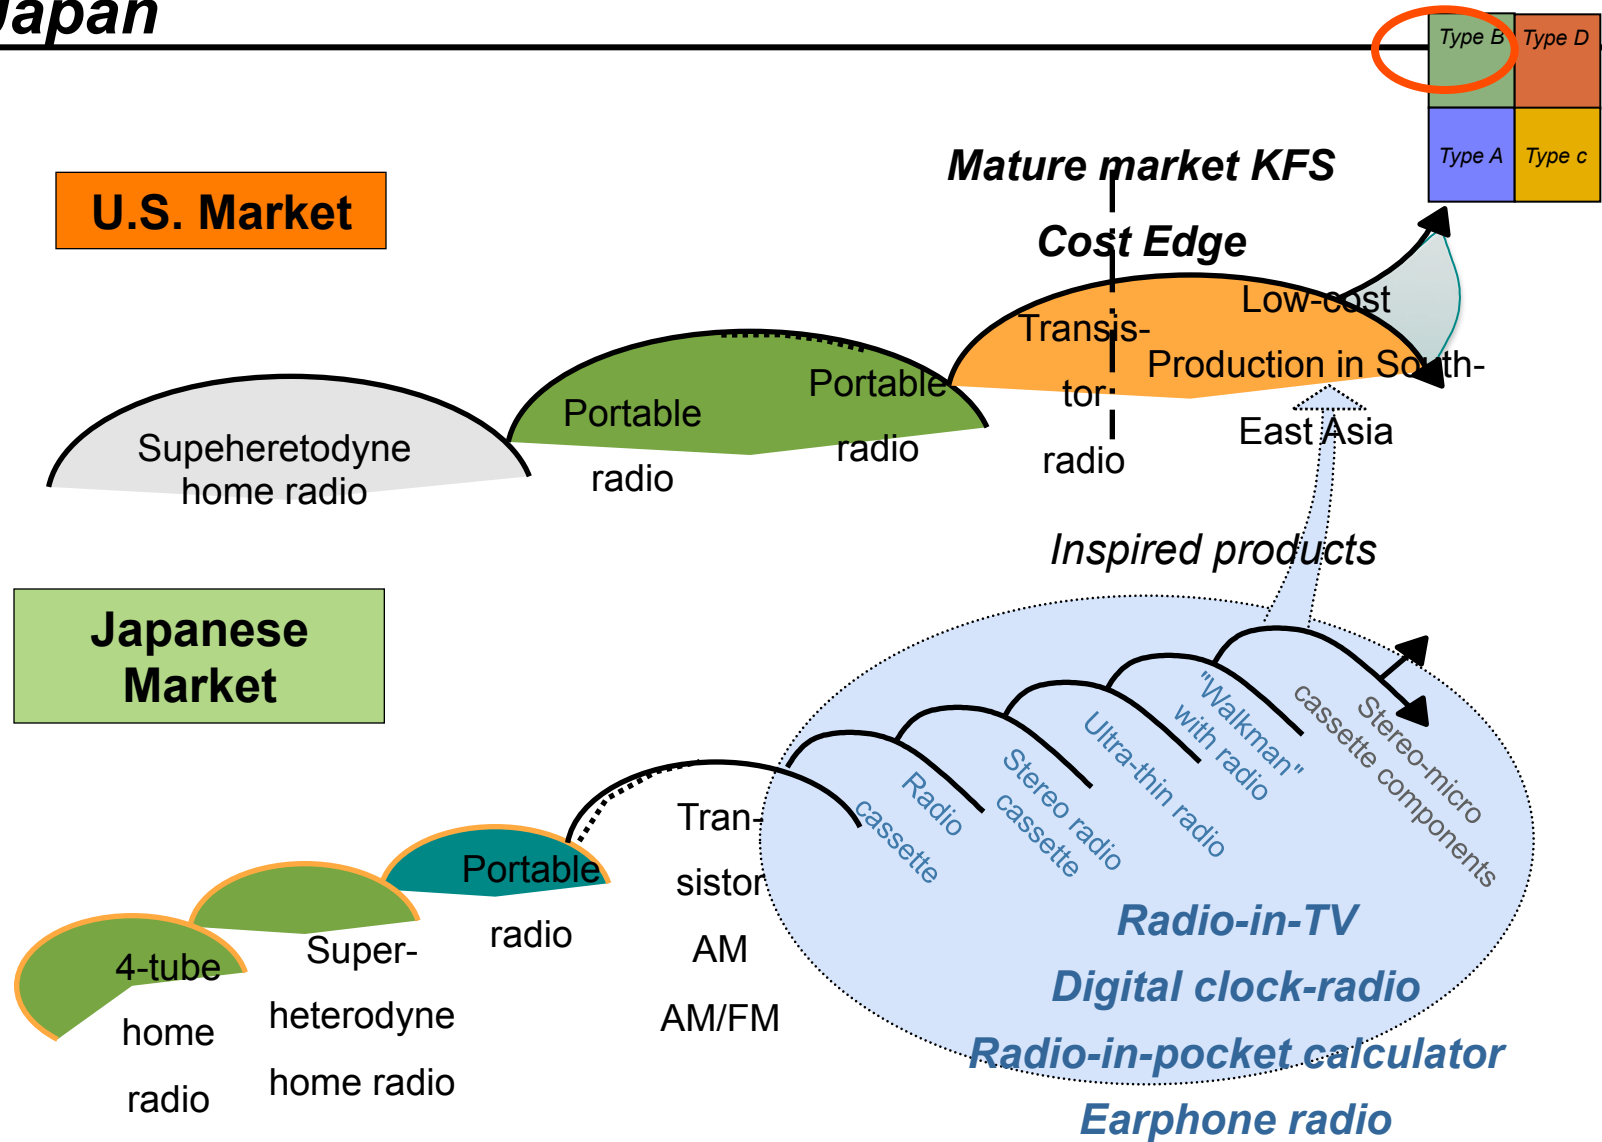 Japan
Type B
Type D
Type A
Type c
Mature market KFS
Cost Edge
U.S. Market
Supeheretodyne
home radio
Portable
radio
Portable
radio
Transis-
tor
radio
Low-cost
Production in South-
East Asia
Inspired products
Japanese
Market
4-tube
home
radio
Super-
heterodyne
home radio
Portable
radio
Tran-
sistor
AM
AM/FM
cassette
Radio
Stereo radio
cassette
Ultra-thin radio
"Walkman"
with radio
Stereo-micro
cassette components
Radio-in-TV
Digital clock-radio
Radio-in-pocket calculator
Earphone radio